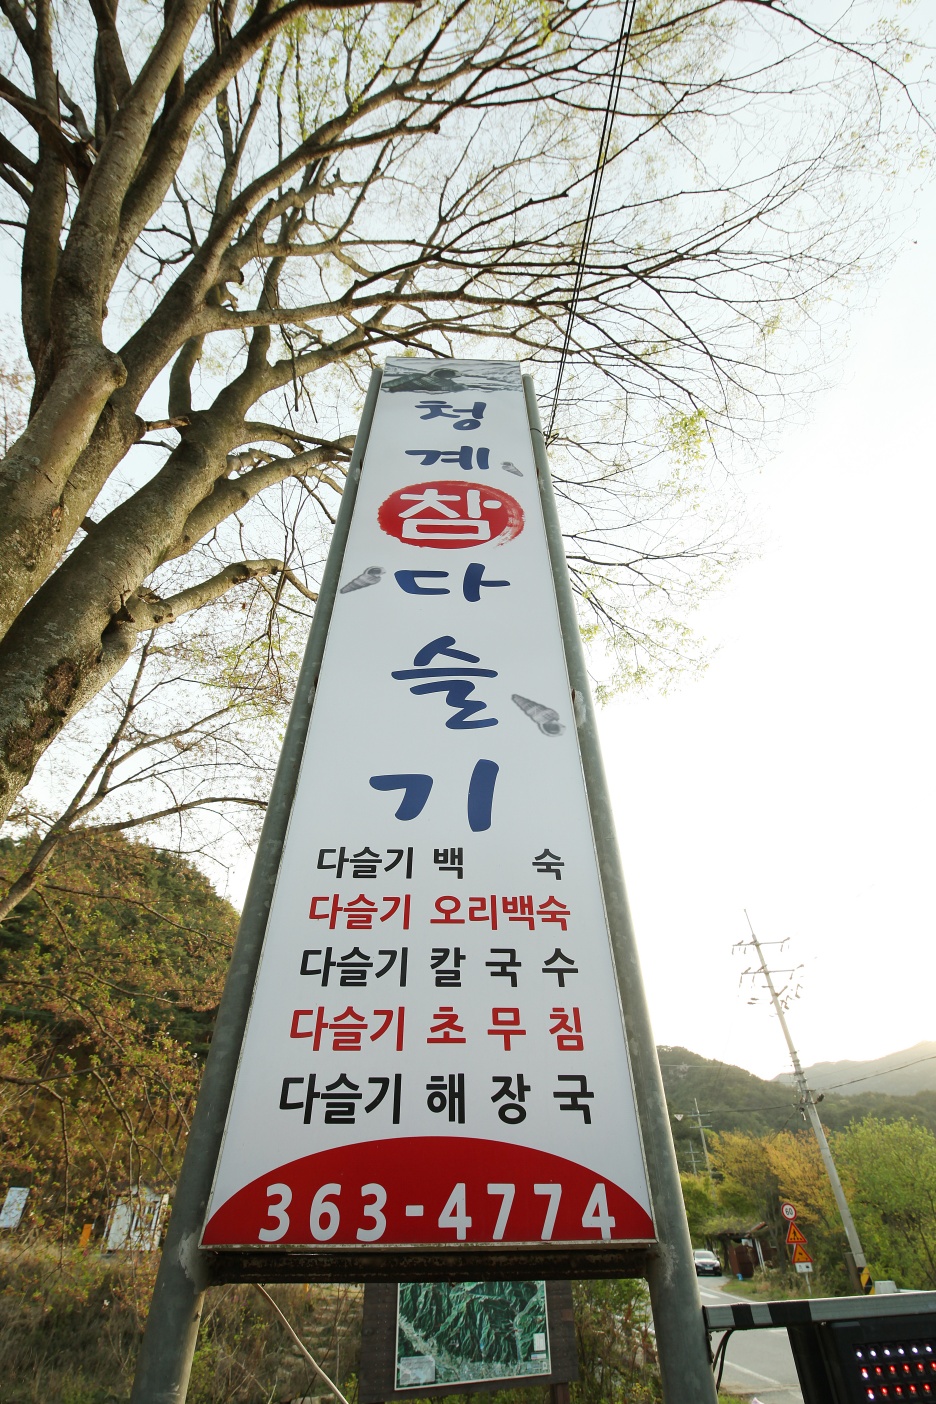 청계참다슬기
다슬기 백 숙
다슬기 오리백숙
다슬기 칼국수
다슬기 초무침
다슬기 해장국
363-4774
60